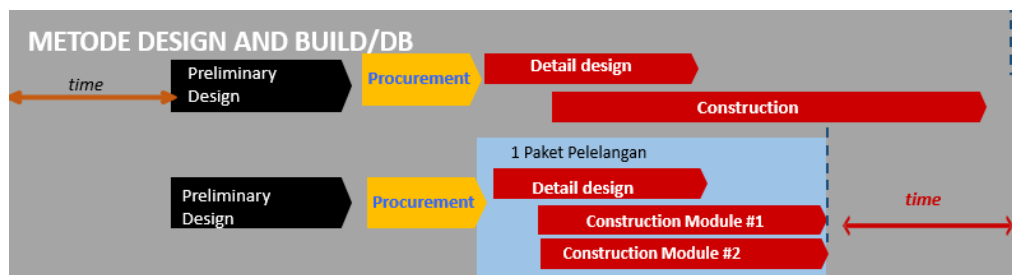 METODE DESIGN AND BUILD/DB
time
Preliminary
Design
Procurement
Detail design
Construction
1 Paket Pelelangan
Preliminary
Design
Procurement
Detail design
Construction Module #1
Construction Module #2
time